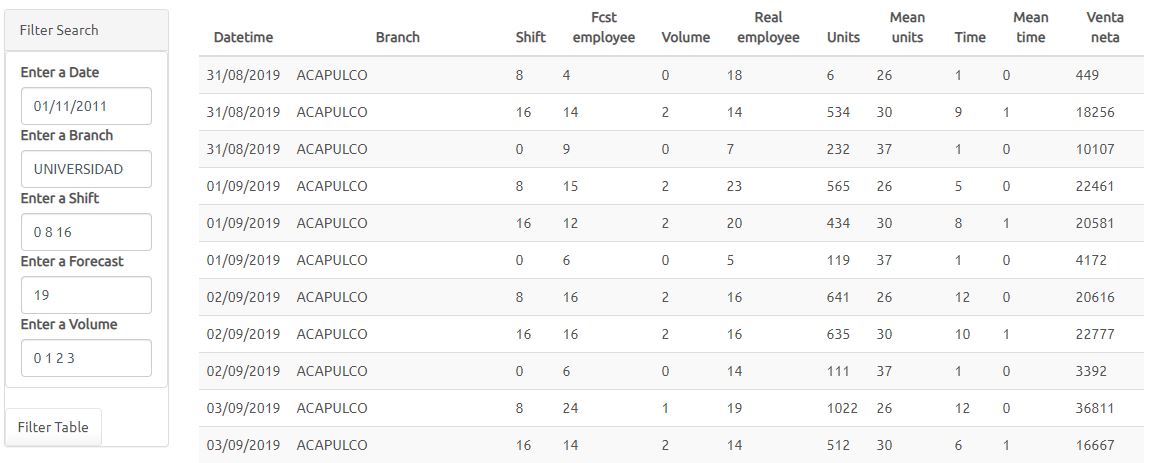 Filter Search
Enter a Date
01/11/2011
Enter a Branch
UNIVERSIDAD
Enter a Shift
0 8 16
Enter a Forecast
19
Enter a Volume
0 1 2 3
Filter Table
Datetime Branch Shift Fcst employee Volume Real employee Units Mean units Time Mean time Venta neta
31/08/2019 ACAPULCO 8 4 0 18 6 26 1 0 449
31/08/2019 ACAPULCO 16 14 2 14 534 30 9 1 18256
31/08/2019 ACAPULCO 0 9 0 7 232 37 1 0 10107
01/09/2019 ACAPULCO 8 15 2 23 565 26 5 0 22461
01/09/2019 ACAPULCO 16 12 2 20 434 30 8 1 20581
01/09/2019 ACAPULCO 0 6 0 5 119 37 1 0 4172
02/09/2019 ACAPULCO 8 16 2 16 641 26 12 0 20616
02/09/2019 ACAPULCO 16 16 2 16 635 30 10 1 22777
02/09/2019 ACAPULCO 0 6 0 14 111 37 1 0 3392
03/09/2019 ACAPULCO 8 24 1 19 1022 26 12 0 36811
03/09/2019 ACAPULCO 16 14 2 14 512 30 6 1 16667